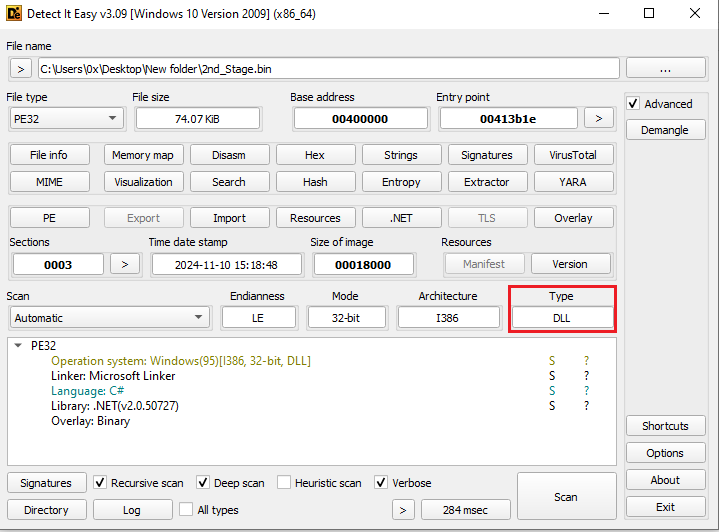 Detect It Easy v3.09 [Windows 10 Version 2009] (x86_64)
File name
> C:\Users\0x\Desktop\New folder\2nd_Stage.bin ...
File type File size Base address Entry point
PE32 74.07 KiB 00400000 00413b1e >
Advanced
Demangle
File info Memory map Disasm Hex Strings Signatures VirusTotal
MIME Visualization Search Hash Entropy Extractor YARA
PE Export Import Resources .NET TLS Overlay
Sections Time date stamp Size of image Resources
0003 > 2024-11-10 15:18:48 00018000 Manifest Version
Scan Endianness Mode Architecture Type
Automatic LE 32-bit I386 DLL
PE32
Operation system: Windows(95)[I386, 32-bit, DLL] S ?
Linker: Microsoft Linker S ?
Language: C# S ?
Library: .NET(v2.0.50727) S ?
Overlay: Binary
Shortcuts
Options
About
Exit
Signatures Recursive scan Deep scan Heuristic scan Verbose
Directory Log All types > 284 msec Scan